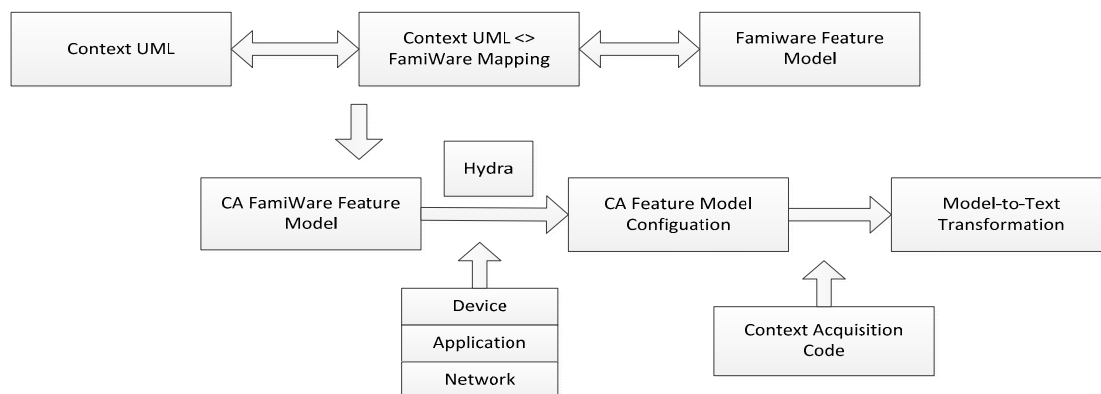 Context UML
Context UML <>
FamiWare Mapping
Famiware Feature
Model
Hydra
CA FamiWare Feature
Model
CA Feature Model
Configuation
Model-to-Text
Transformation
Device
Application
Network
Context Acquisition
Code